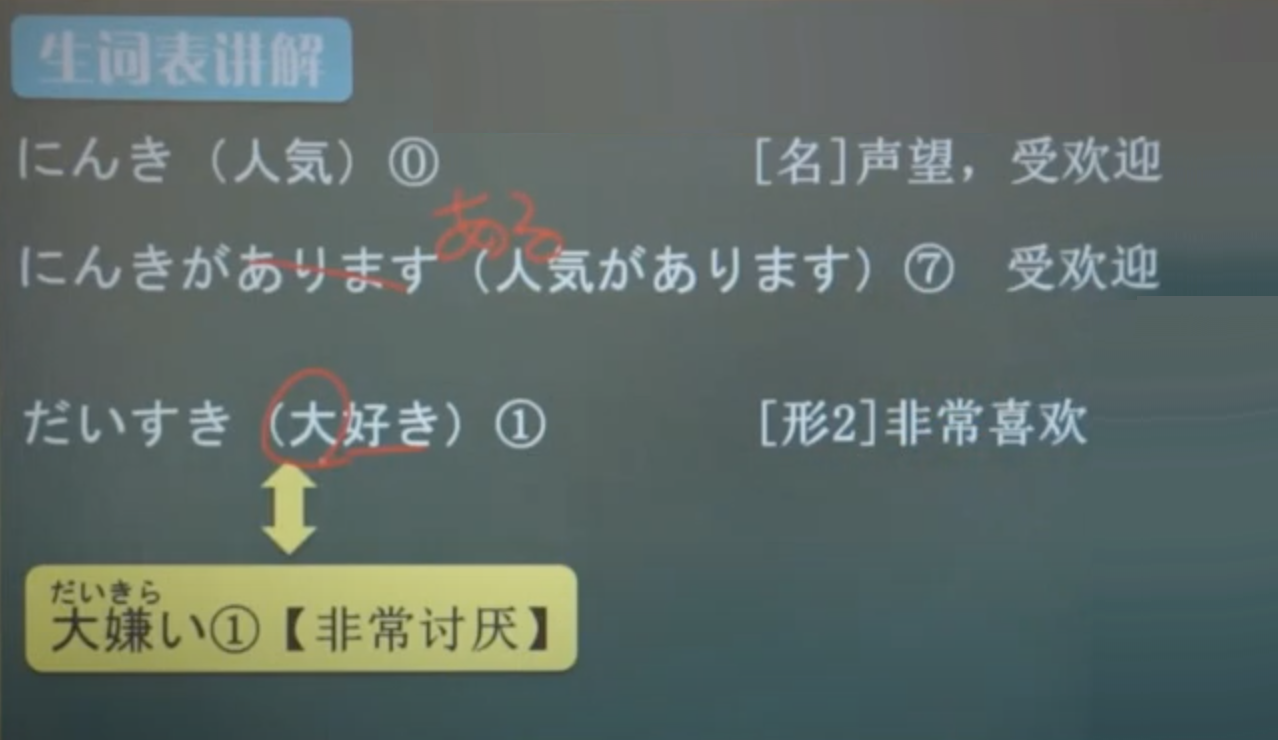 生词表讲解
にんき（人気）⓪ [名]声望，受欢迎
ある
にんきがあります（人気があります）⑦ 受欢迎
だいすき（大好き）① [形2]非常喜欢
だいきら
大嫌い①【非常讨厌】